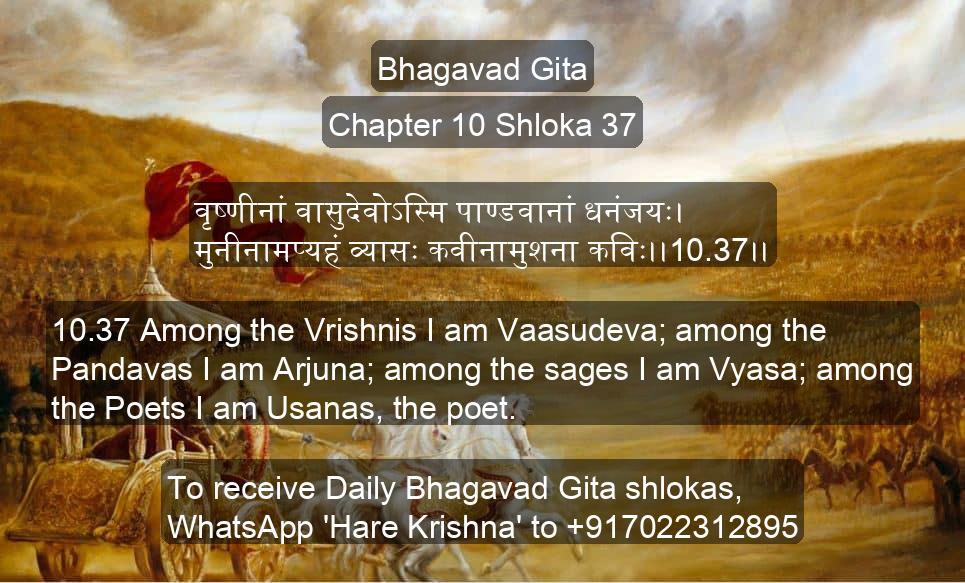 Bhagavad Gita
Chapter 10 Shloka 37
वृष्णीनां वासुदेवोऽस्मि पाण्डवानां धनंजयः।
मुनीनामप्यहं व्यासः कवीनामुशना कविः।।10.37।।
10.37 Among the Vrishnis I am Vaasudeva; among the
Pandavas I am Arjuna; among the sages I am Vyasa; among
the Poets I am Usanas, the poet.
To receive Daily Bhagavad Gita shlokas,
WhatsApp 'Hare Krishna' to +917022312895